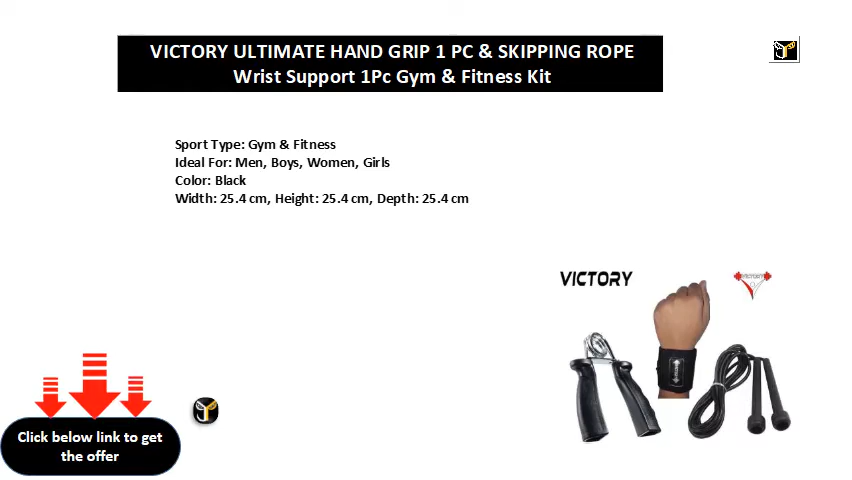 VICTORY ULTIMATE HAND GRIP 1 PC & SKIPPING ROPE
Wrist Support 1Pc Gym & Fitness Kit
Sport Type: Gym & Fitness
Ideal For: Men, Boys, Women, Girls
Color: Black
Width: 25.4 cm, Height: 25.4 cm, Depth: 25.4 cm
VICTORY
VICTORY
Click below link to get
the offer